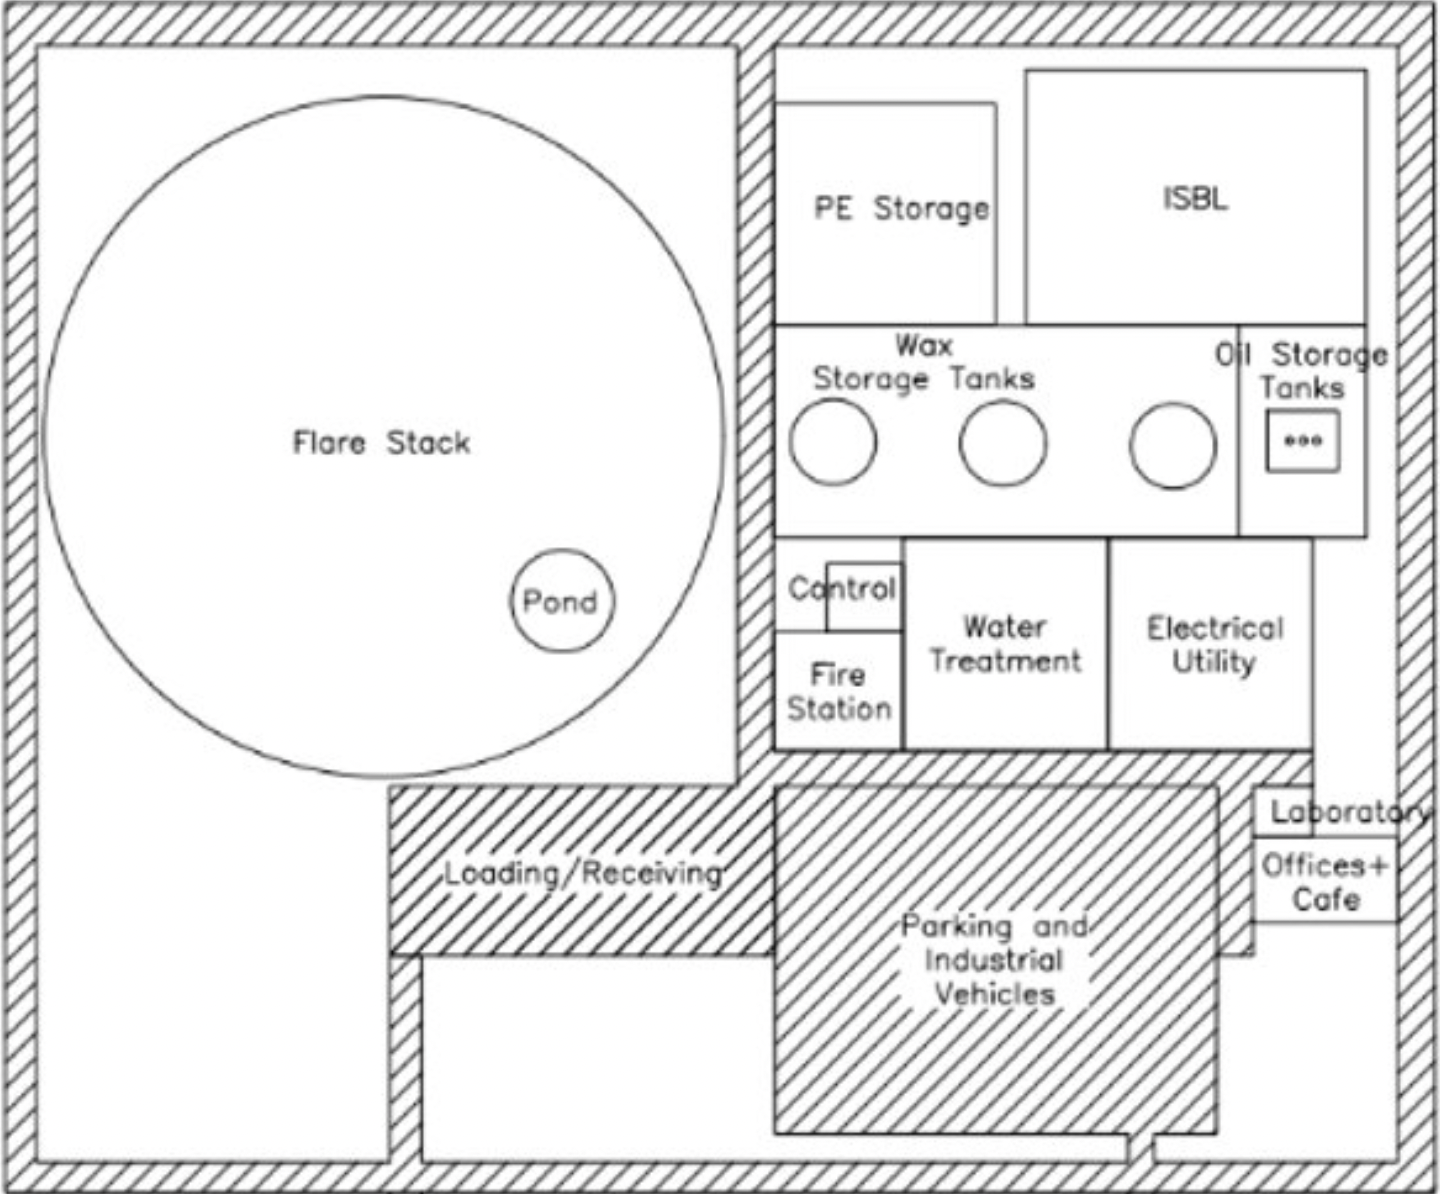 PE Storage
ISBL
Wax
Storage Tanks
Oil Storage
Tanks
Flare Stack
Pond
Control
Water
Treatment
Electrical
Utility
Fire
Station
Laboratory
Loading/Receiving
Offices+
Cafe
Parking and
Industrial
Vehicles